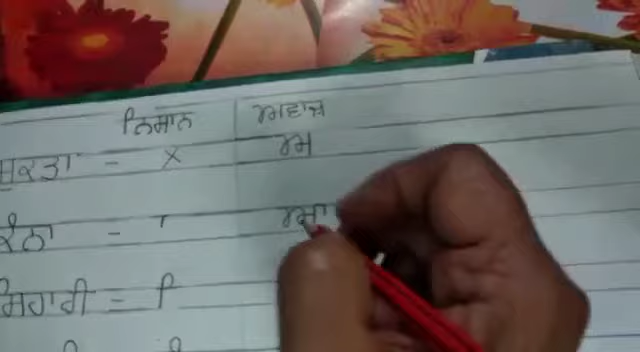 ਨਿਸ਼ਾਨ ਅਵਾਜ਼
ਮੁਕਤਾ - × ਅ
ਕੰਨਾ - ਾ ਆ
ਸਿਹਾਰੀ = ਿ